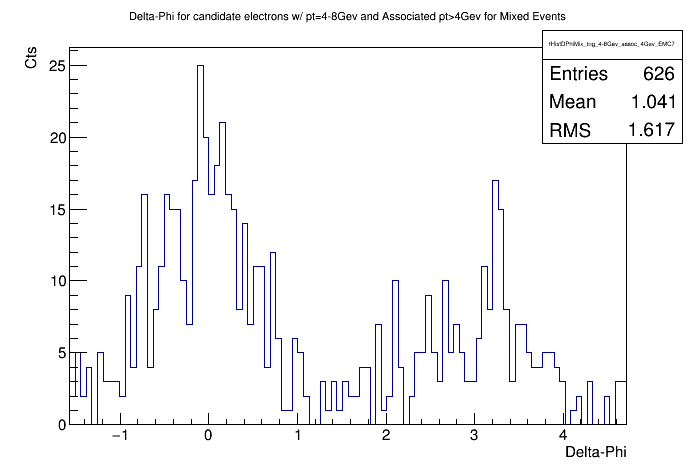 Delta-Phi for candidate electrons w/ pt=4-8Gev and Associated pt>4Gev for Mixed Events
fHistDPhiMix_trig_4-8Gev_assoc_4Gev_EMC7
Entries 626
Mean 1.041
RMS 1.617
Cts
25
20
15
10
5
0
−1 0 1 2 3 4
Delta-Phi